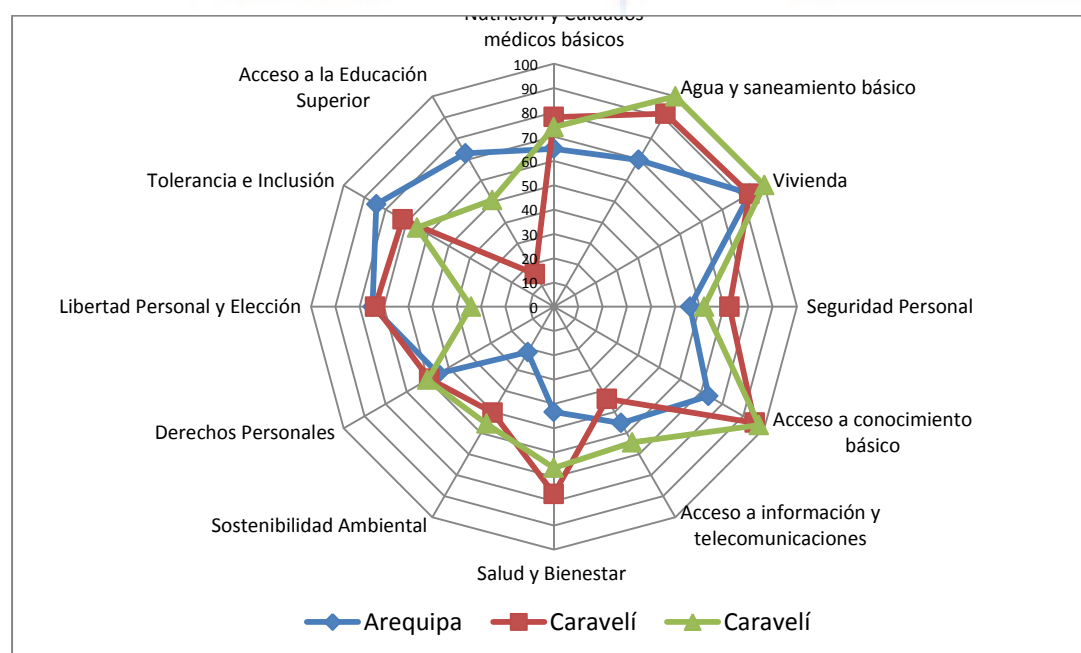 Nutrición y Cuidados
médicos básicos
Agua y saneamiento básico
Vivienda
Seguridad Personal
Acceso a conocimiento
básico
Acceso a información y
telecomunicaciones
Salud y Bienestar
Sostenibilidad Ambiental
Derechos Personales
Libertad Personal y Elección
Tolerancia e Inclusión
Acceso a la Educación
Superior
100
90
80
70
60
50
40
30
20
10
0
Arequipa
Caravelí
Caravelí